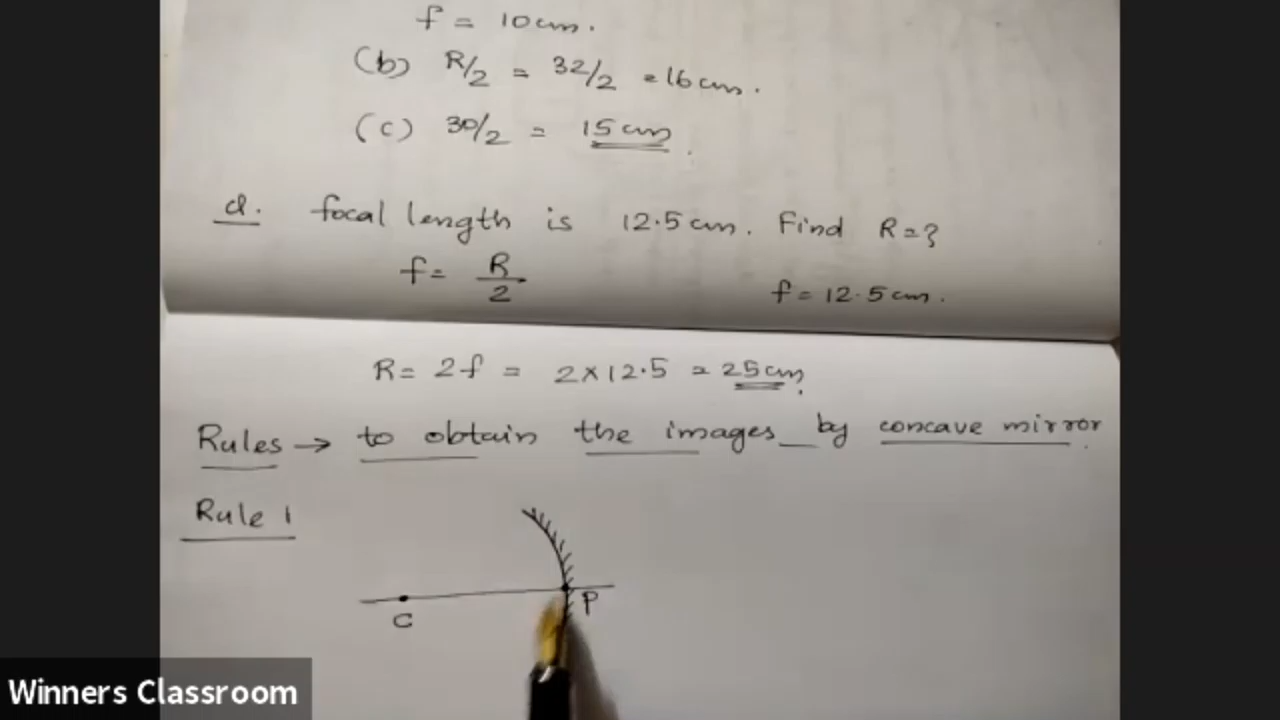 f = 10cm.
(b) R/2 = 32/2 = 16cm.
(c) 30/2 = 15cm.
Q. focal length is 12.5cm. Find R=?
f = R/2 f = 12.5cm.
R = 2f = 2×12.5 = 25cm.
Rules → to obtain the images by concave mirror.
Rule 1
P
C
Winners Classroom